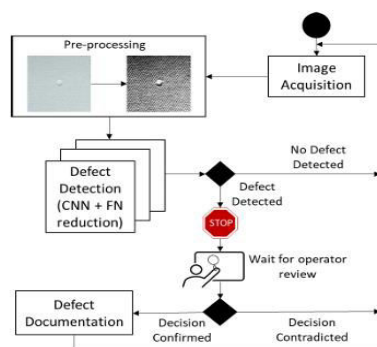 Pre-processing
Image
Acquisition
No Defect
Detected
Defect
Detection
(CNN + FN
reduction)
Defect
Detected
STOP
Wait for operator
review
Defect
Documentation
Decision
Confirmed
Decision
Contradicted